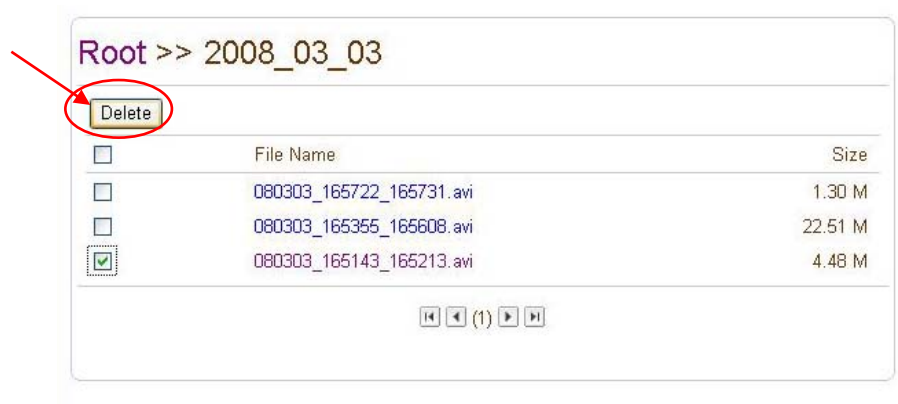 Root >> 2008_03_03
Delete
File Name Size
080303_165722_165731.avi 1.30 M
080303_165355_165608.avi 22.51 M
080303_165143_165213.avi 4.48 M
(1)